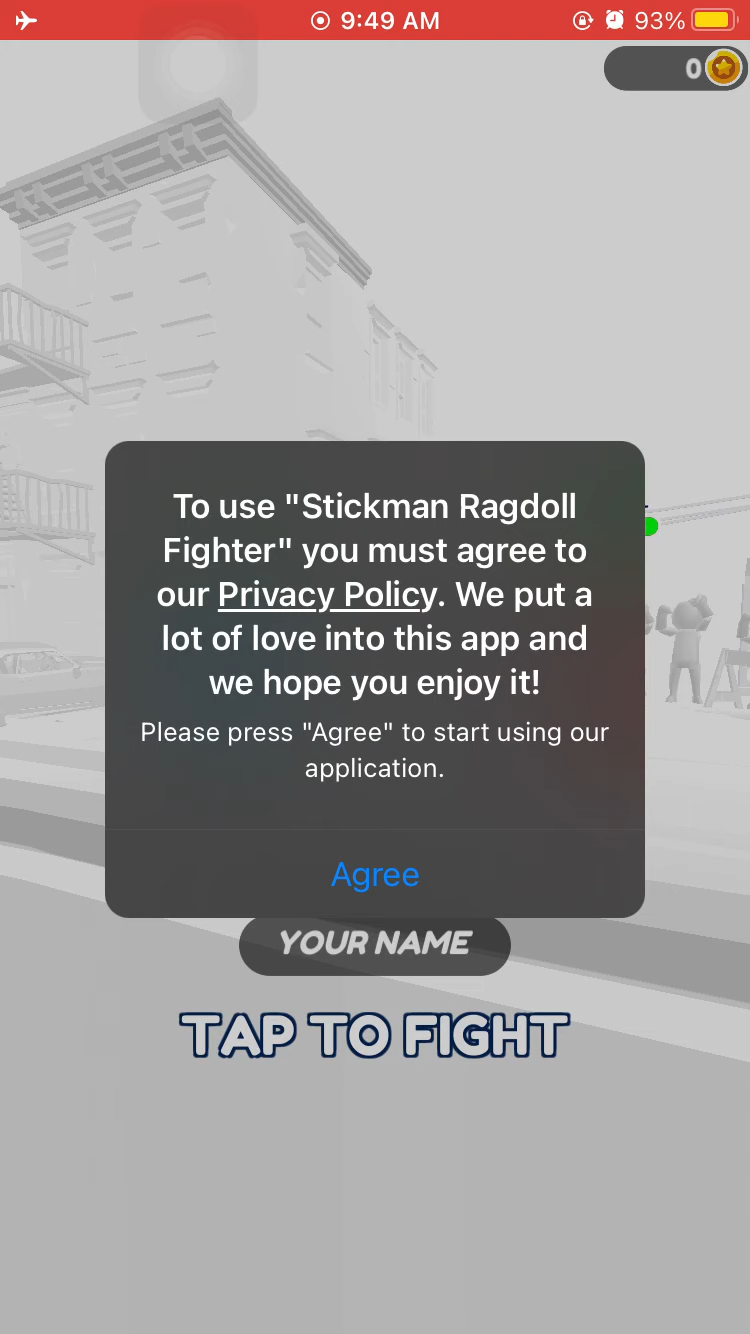 9:49 AM
93%
0
To use "Stickman Ragdoll
Fighter" you must agree to
our Privacy Policy. We put a
lot of love into this app and
we hope you enjoy it!
Please press "Agree" to start using our
application.
Agree
YOUR NAME
TAP TO FIGHT